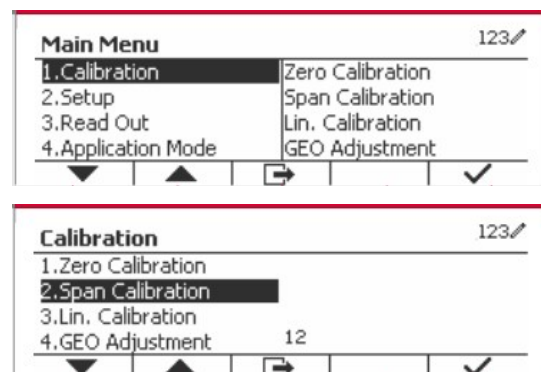 Main Menu 123
1.Calibration Zero Calibration
2.Setup Span Calibration
3.Read Out Lin. Calibration
4.Application Mode GEO Adjustment
Calibration 123
1.Zero Calibration
2.Span Calibration
3.Lin. Calibration
4.GEO Adjustment 12